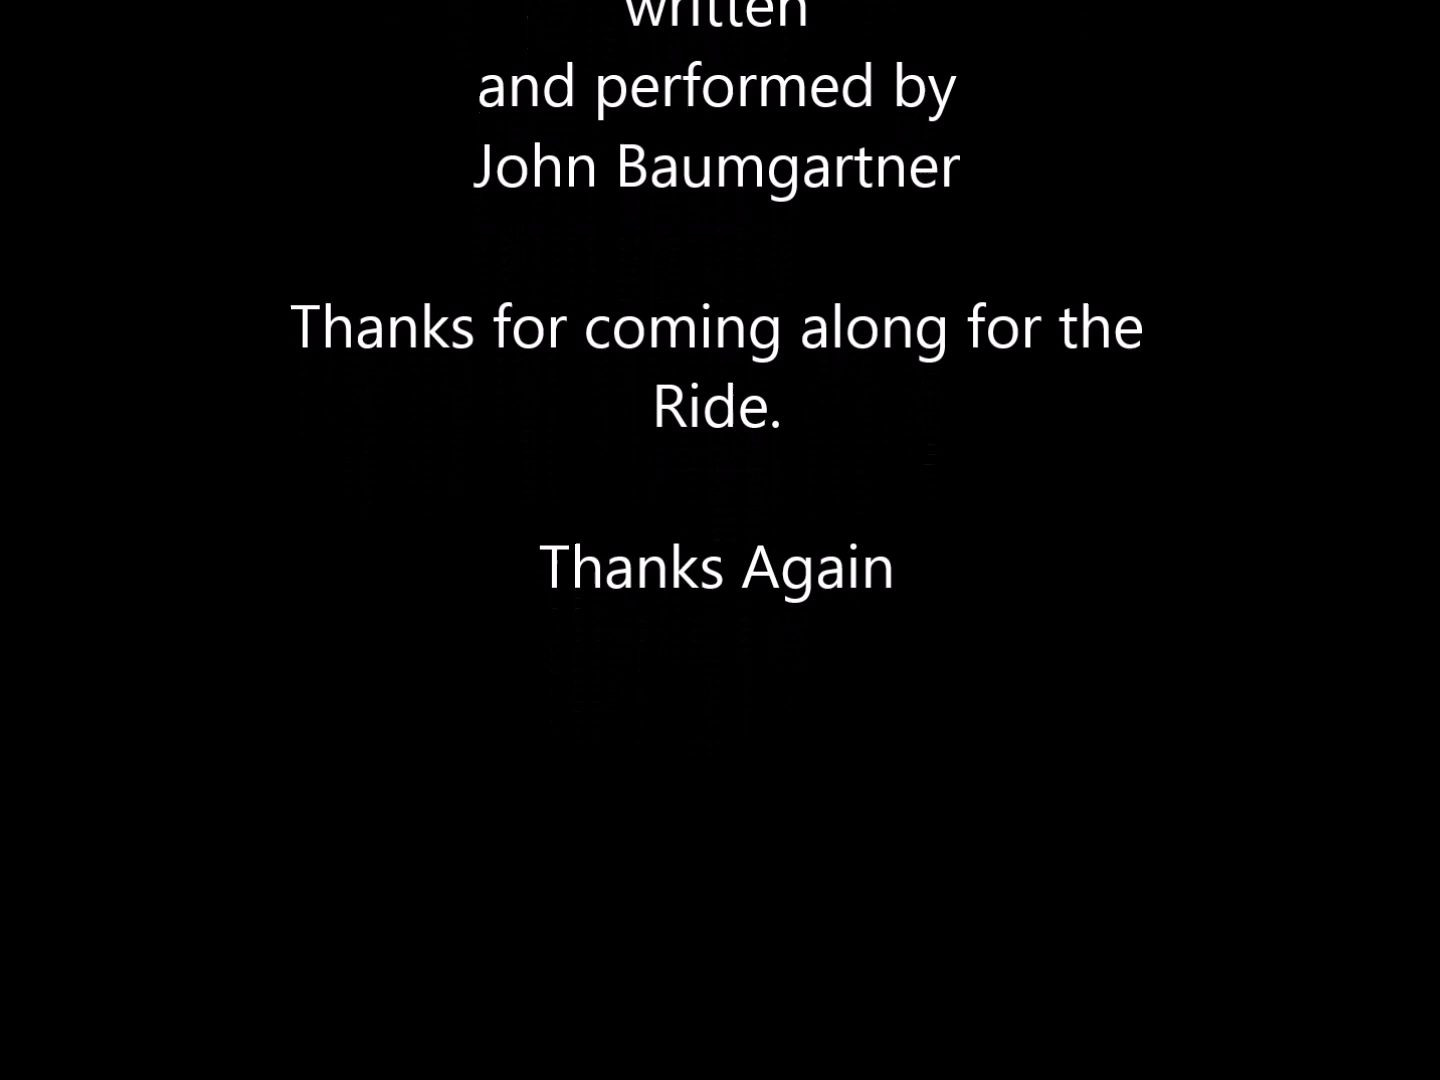 written
and performed by
John Baumgartner
Thanks for coming along for the
Ride.
Thanks Again